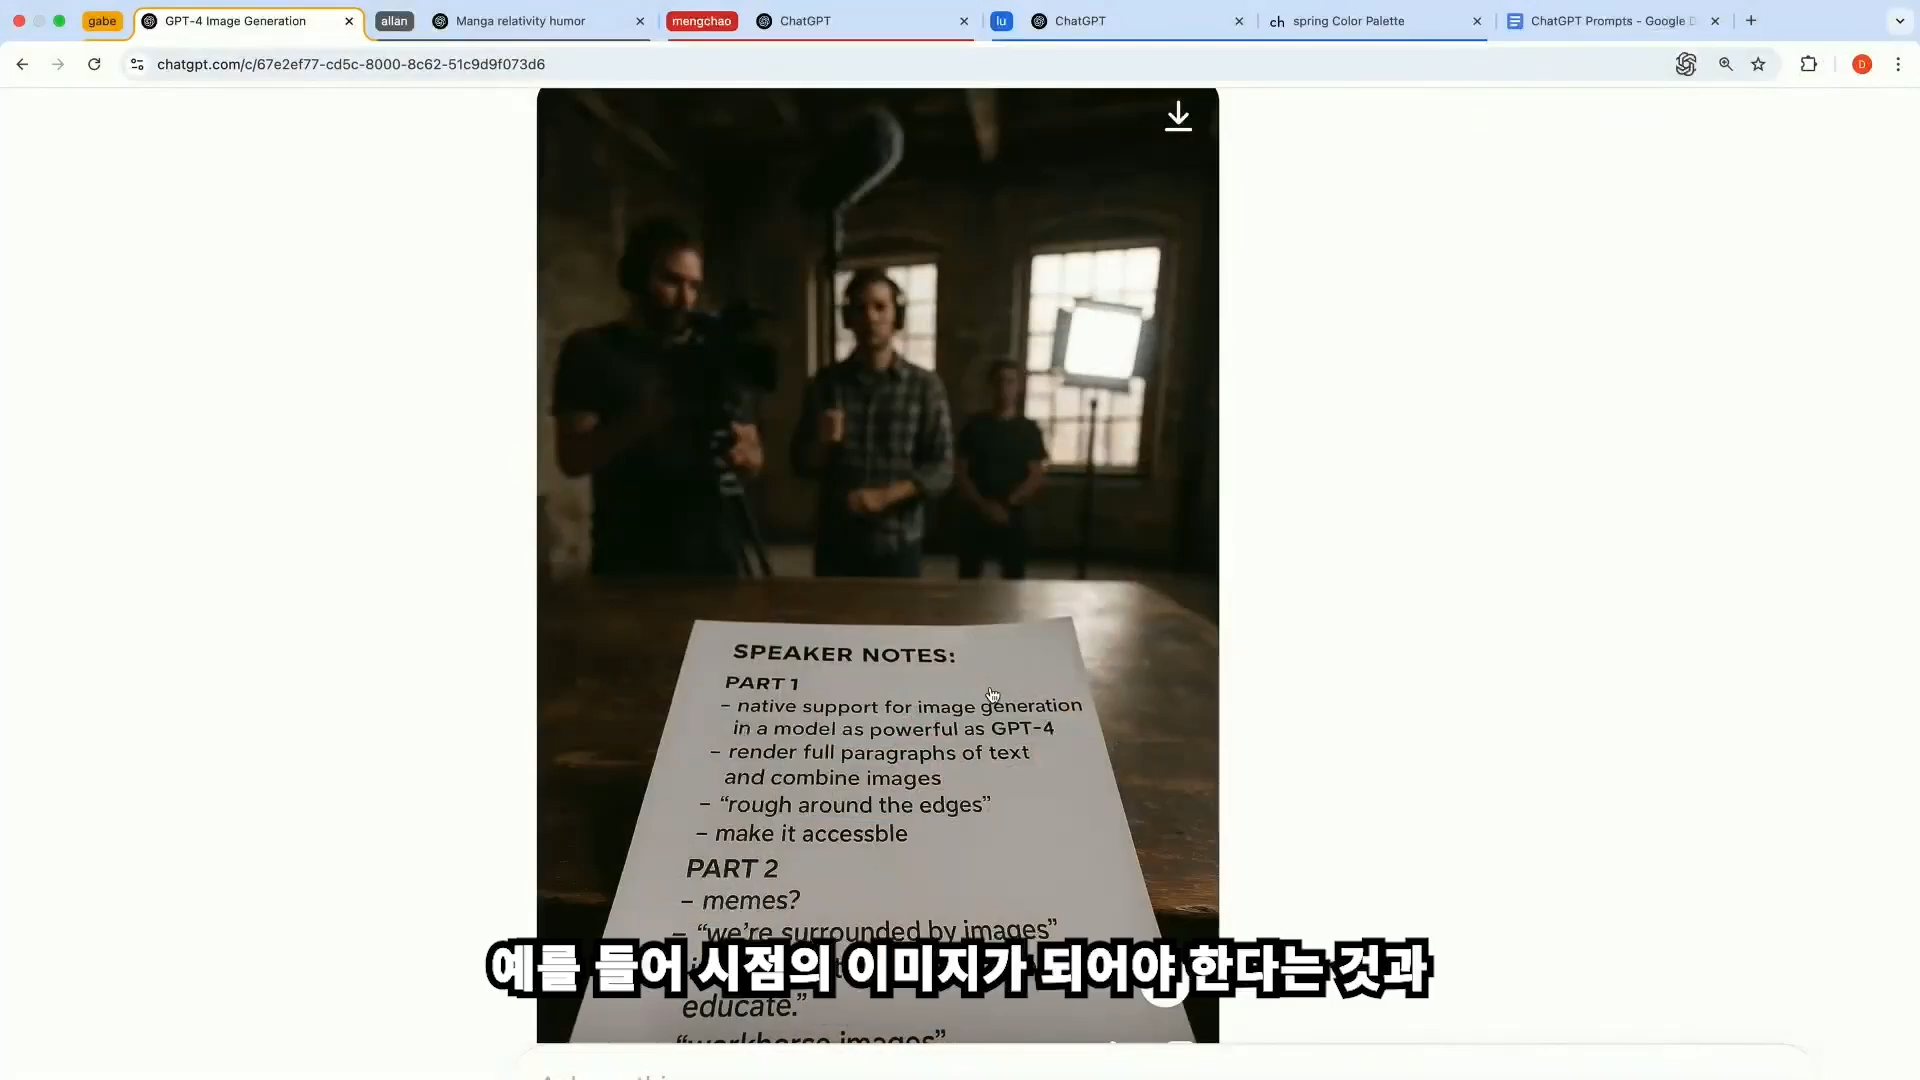 gabe
GPT-4 Image Generation
allan
Manga relativity humor
mengchao
ChatGPT
lu
ChatGPT
ch spring Color Palette
ChatGPT Prompts - Google D
chatgpt.com/c/67e2ef77-cd5c-8000-8c62-51c9d9f073d6
D
SPEAKER NOTES:
PART 1
– native support for image generation
in a model as powerful as GPT-4
– render full paragraphs of text
and combine images
– “rough around the edges”
– make it accessble
PART 2
– memes?
– “we’re surrounded by images”
예를 들어 시점의 이미지가 되어야 한다는 것과
educate.”
“workhorse images”